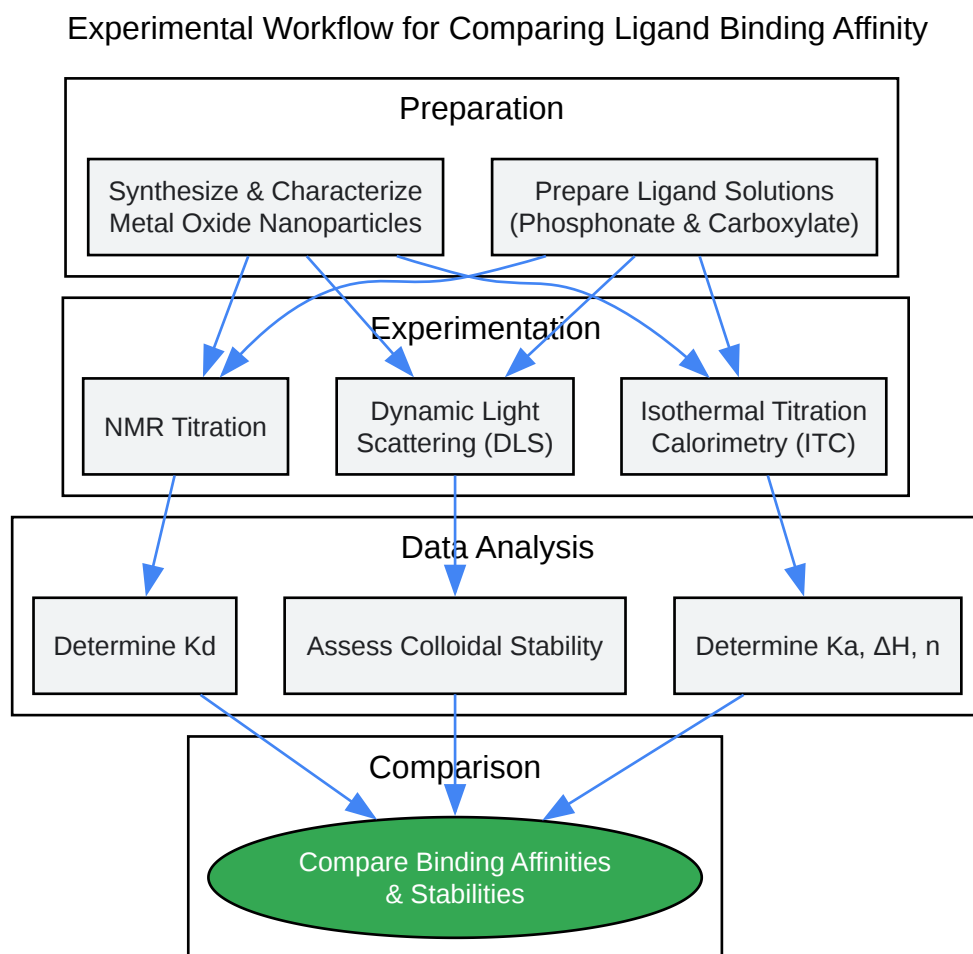 Experimental Workflow for Comparing Ligand Binding Affinity
Preparation
Synthesize & Characterize
Metal Oxide Nanoparticles
Prepare Ligand Solutions
(Phosphonate & Carboxylate)
Experimentation
NMR Titration
Dynamic Light
Scattering (DLS)
Isothermal Titration
Calorimetry (ITC)
Data Analysis
Determine Kd
Assess Colloidal Stability
Determine Ka, ΔH, n
Comparison
Compare Binding Affinities
& Stabilities